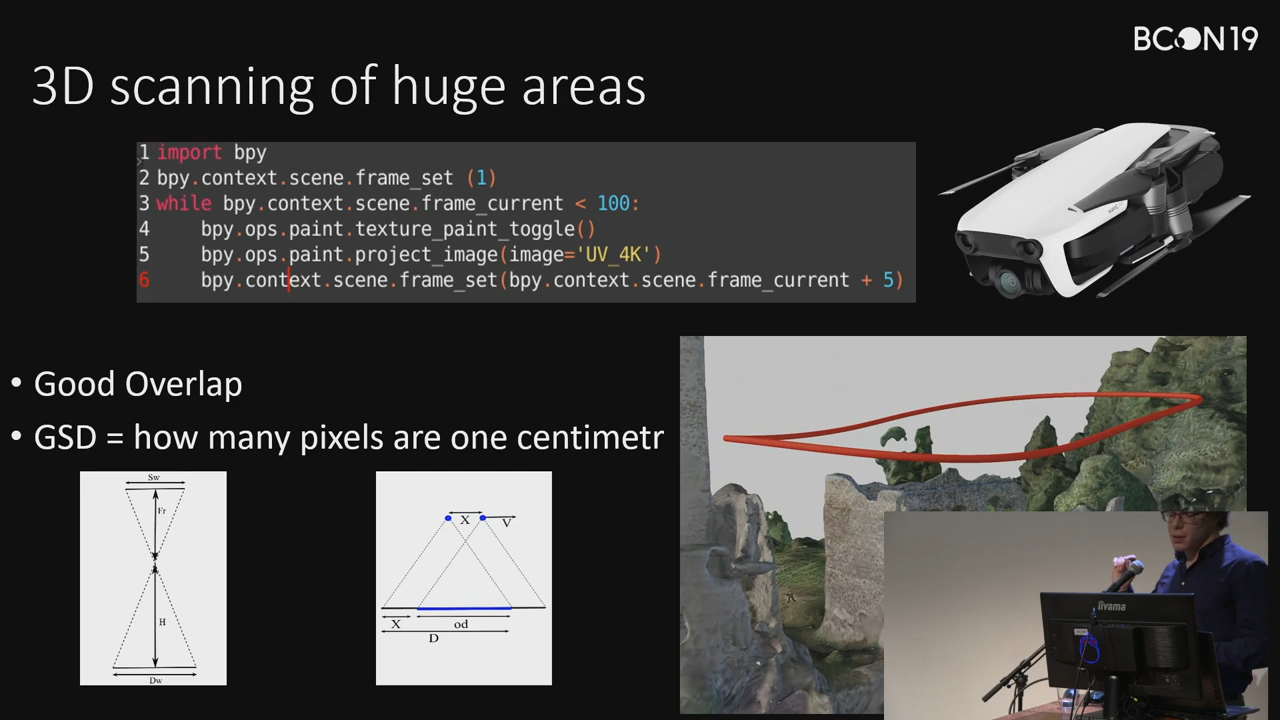 BCON19
3D scanning of huge areas
1 import bpy
2 bpy.context.scene.frame_set (1)
3 while bpy.context.scene.frame_current < 100:
4 bpy.ops.paint.texture_paint_toggle()
5 bpy.ops.paint.project_image(image='UV_4K')
6 bpy.context.scene.frame_set(bpy.context.scene.frame_current + 5)
• Good Overlap
• GSD = how many pixels are one centimetr
Sw
Fr
H
Dw
X
V
X
od
D
iiyama